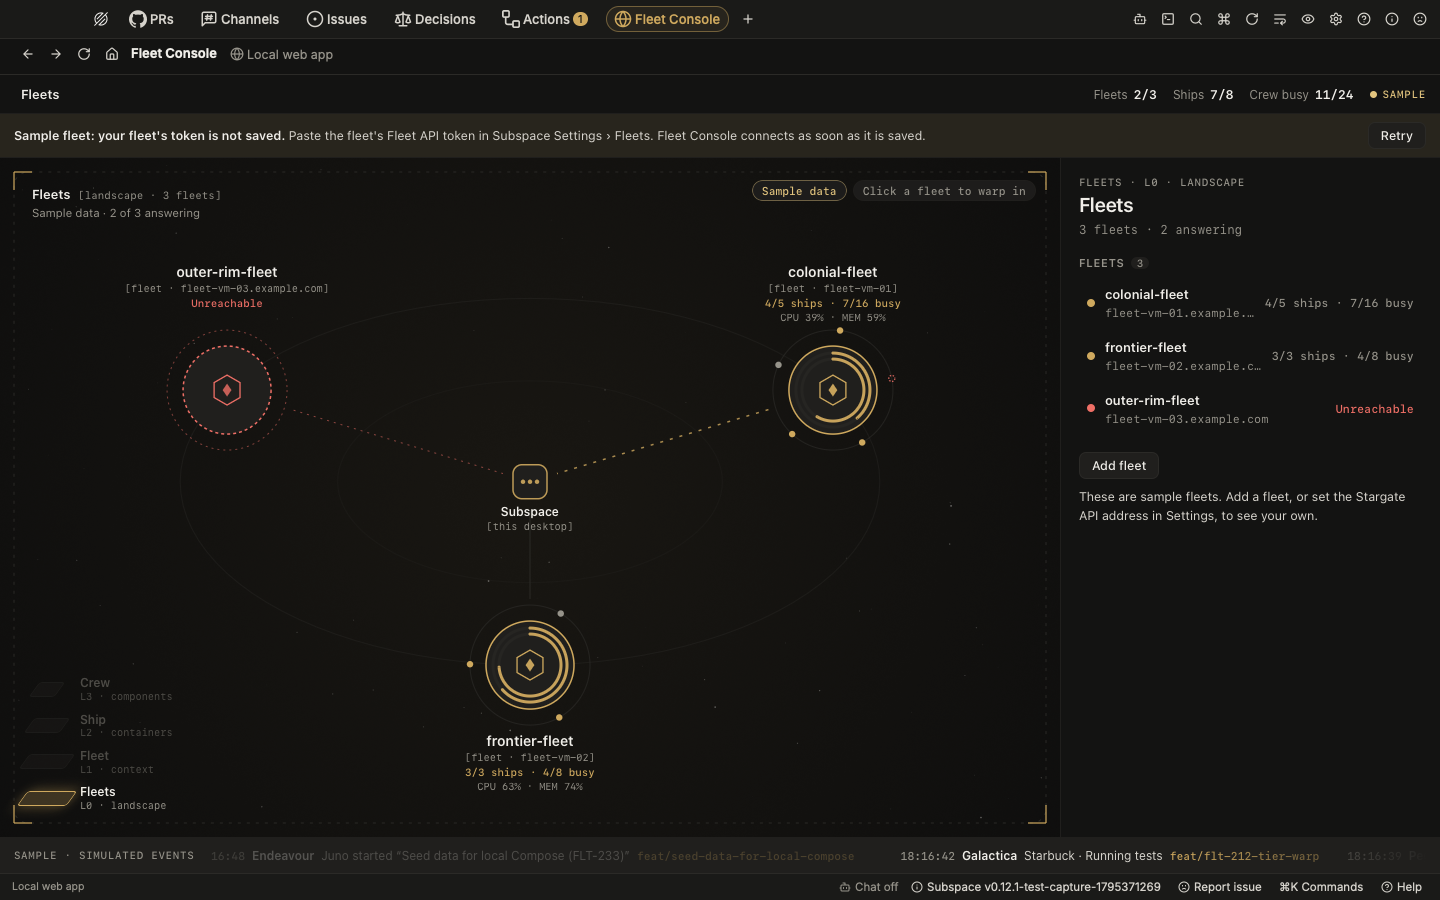 PRs Channels Issues Decisions Actions 1 Fleet Console
Fleet Console Local web app
Fleets Fleets 2/3 Ships 7/8 Crew busy 11/24 SAMPLE
Sample fleet: your fleet's token is not saved. Paste the fleet's Fleet API token in Subspace Settings › Fleets. Fleet Console connects as soon as it is saved. Retry
Fleets [landscape · 3 fleets]
Sample data · 2 of 3 answering
Sample data Click a fleet to warp in
outer-rim-fleet
[fleet · fleet-vm-03.example.com]
Unreachable
colonial-fleet
[fleet · fleet-vm-01]
4/5 ships · 7/16 busy
CPU 39% · MEM 59%
Subspace
[this desktop]
frontier-fleet
[fleet · fleet-vm-02]
3/3 ships · 4/8 busy
CPU 63% · MEM 74%
Crew
L3 · components
Ship
L2 · containers
Fleet
L1 · context
Fleets
L0 · landscape
FLEETS · L0 · LANDSCAPE
Fleets
3 fleets · 2 answering
FLEETS 3
colonial-fleet
fleet-vm-01.example.… 4/5 ships · 7/16 busy
frontier-fleet
fleet-vm-02.example.c… 3/3 ships · 4/8 busy
outer-rim-fleet
fleet-vm-03.example.com Unreachable
Add fleet
These are sample fleets. Add a fleet, or set the Stargate
API address in Settings, to see your own.
SAMPLE · SIMULATED EVENTS 16:48 Endeavour Juno started "Seed data for local Compose (FLT-233)" feat/seed-data-for-local-compose 18:16:42 Galactica Starbuck · Running tests feat/flt-212-tier-warp 18:16:39
Local web app Chat off Subspace v0.12.1-test-capture-1795371269 Report issue ⌘K Commands Help